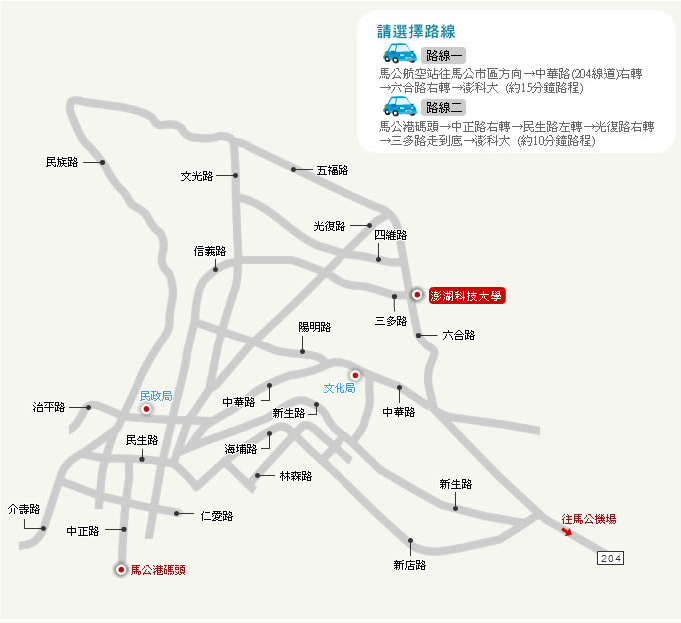 請選擇路線
路線一
馬公航空站往馬公市區方向→中華路(204線道)右轉
→六合路右轉→澎科大 (約15分鐘路程)
路線二
馬公港碼頭→中正路右轉→民生路左轉→光復路右轉
→三多路走到底→澎科大 (約10分鐘路程)
民族路
文光路
五福路
光復路
四維路
信義路
澎湖科技大學
三多路
陽明路
六合路
文化局
民政局
中華路
治平路
新生路
中華路
民生路
海埔路
林森路
新生路
介壽路
仁愛路
往馬公機場
中正路
204
新店路
馬公港碼頭